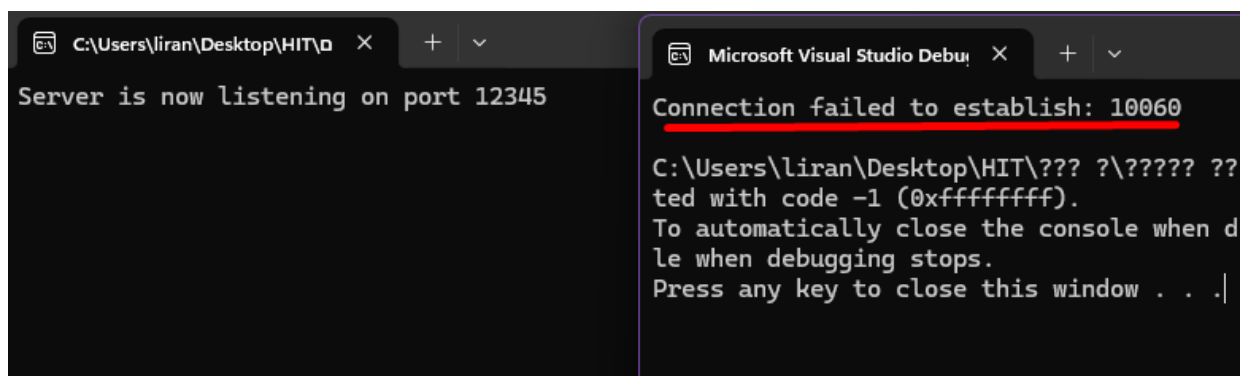 C:\Users\liran\Desktop\HIT\ם
Server is now listening on port 12345
Microsoft Visual Studio Debu
Connection failed to establish: 10060
C:\Users\liran\Desktop\HIT\??? ?\????? ??
ted with code -1 (0xffffffff).
To automatically close the console when d
le when debugging stops.
Press any key to close this window . . .